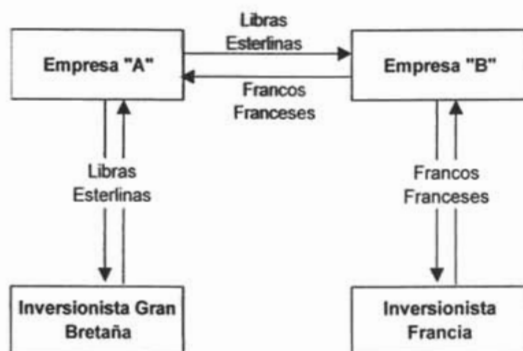 Libras
Esterlinas
Empresa "A"
Empresa "B"
Francos
Franceses
Libras
Esterlinas
Francos
Franceses
Inversionista Gran
Bretaña
Inversionista
Francia